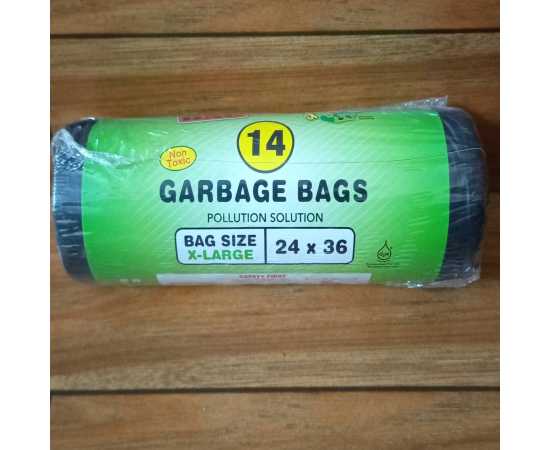 14
Non
Toxic
GARBAGE BAGS
POLLUTION SOLUTION
BAG SIZE
X-LARGE
24 x 36
SAFETY FIRST